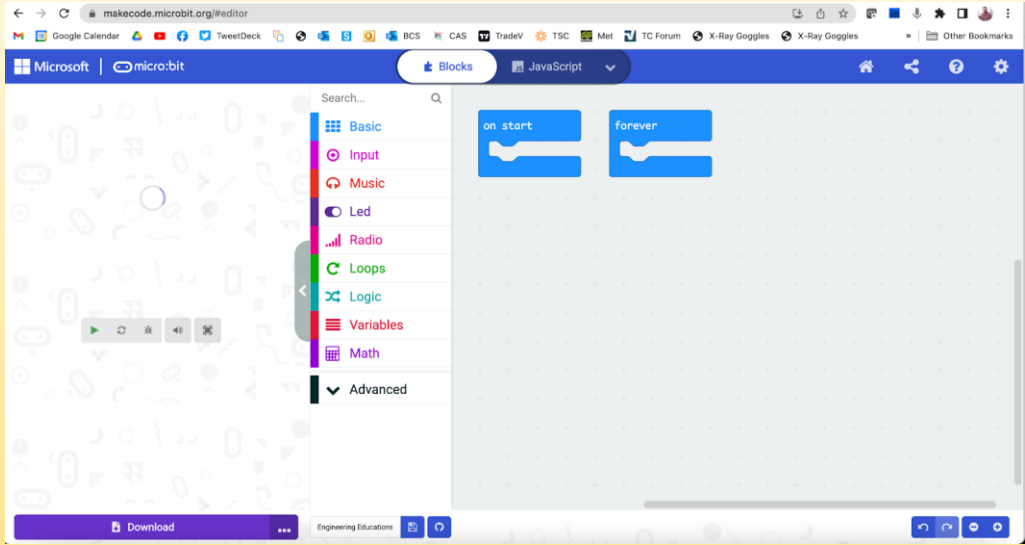 makecode.microbit.org/#editor
Google Calendar TweetDeck BCS CAS TradeV TSC Met TC Forum X-Ray Goggles X-Ray Goggles » Other Bookmarks
Microsoft | micro:bit Blocks JavaScript
Search...
Basic
Input
Music
Led
Radio
Loops
Logic
Variables
Math
Advanced
on start forever
Download ... Engineering Educations